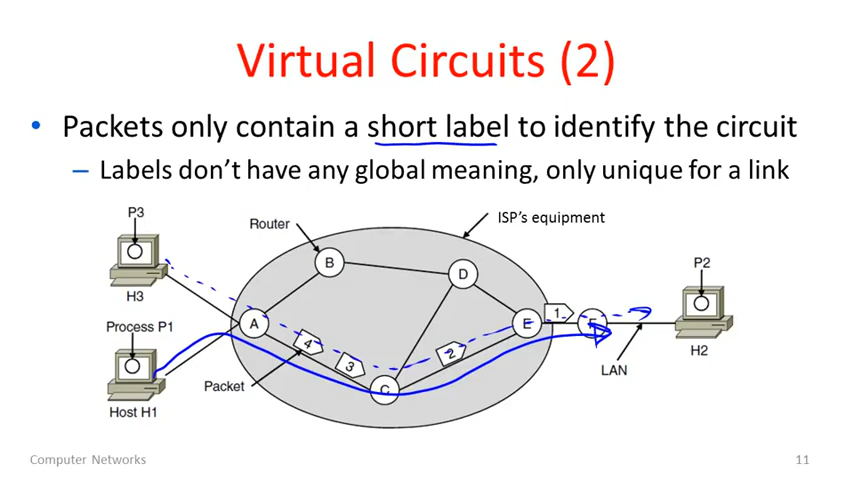 Virtual Circuits (2)
• Packets only contain a short label to identify the circuit
– Labels don't have any global meaning, only unique for a link
P3
Router
ISP's equipment
B
P2
D
H3
Process P1
A
4
3
2
E
1
F
H2
LAN
Packet
C
Host H1
Computer Networks
11